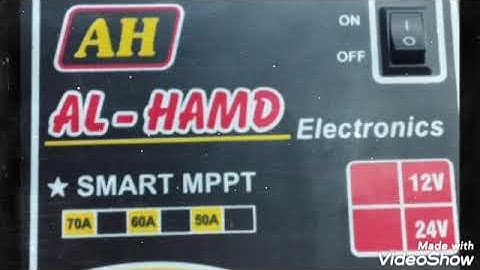 AH
ON
OFF
AL-HAMD Electronics
★ SMART MPPT
70A 60A 50A
12V
24V
Made with
VideoShow